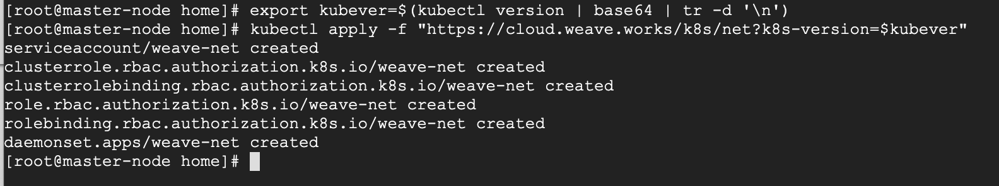 [root@master-node home]# export kubever=$(kubectl version | base64 | tr -d '\n')
[root@master-node home]# kubectl apply -f "https://cloud.weave.works/k8s/net?k8s-version=$kubever"
serviceaccount/weave-net created
clusterrole.rbac.authorization.k8s.io/weave-net created
clusterrolebinding.rbac.authorization.k8s.io/weave-net created
role.rbac.authorization.k8s.io/weave-net created
rolebinding.rbac.authorization.k8s.io/weave-net created
daemonset.apps/weave-net created
[root@master-node home]#